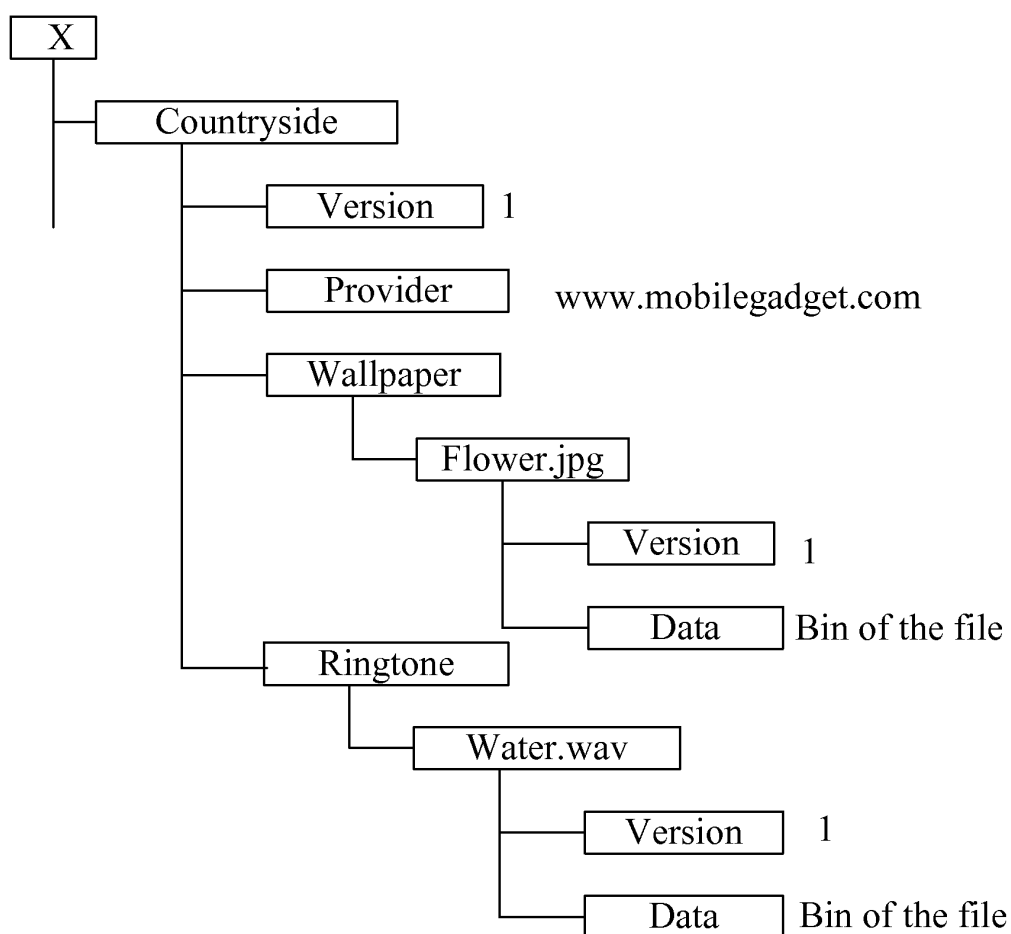 X
Countryside
Version 1
Provider www.mobilegadget.com
Wallpaper
Flower.jpg
Version 1
Data Bin of the file
Ringtone
Water.wav
Version 1
Data Bin of the file